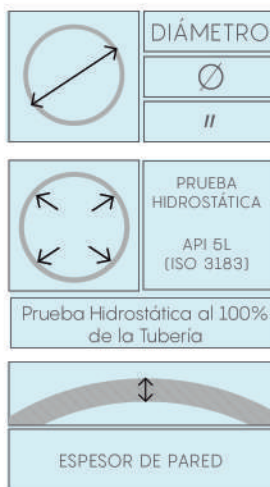 DIÁMETRO
Ø
"
PRUEBA
HIDROSTÁTICA
API 5L
(ISO 3183)
Prueba Hidrostática al 100%
de la Tubería
ESPESOR DE PARED